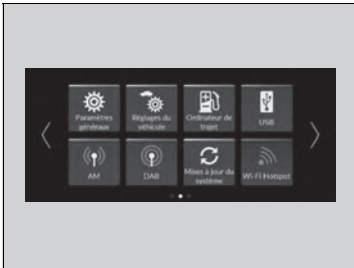 Paramètres
généraux
Réglages du
véhicule
Ordinateur de
trajet
USB
AM
DAB
Mises à jour du
système
Wi-Fi Hotspot